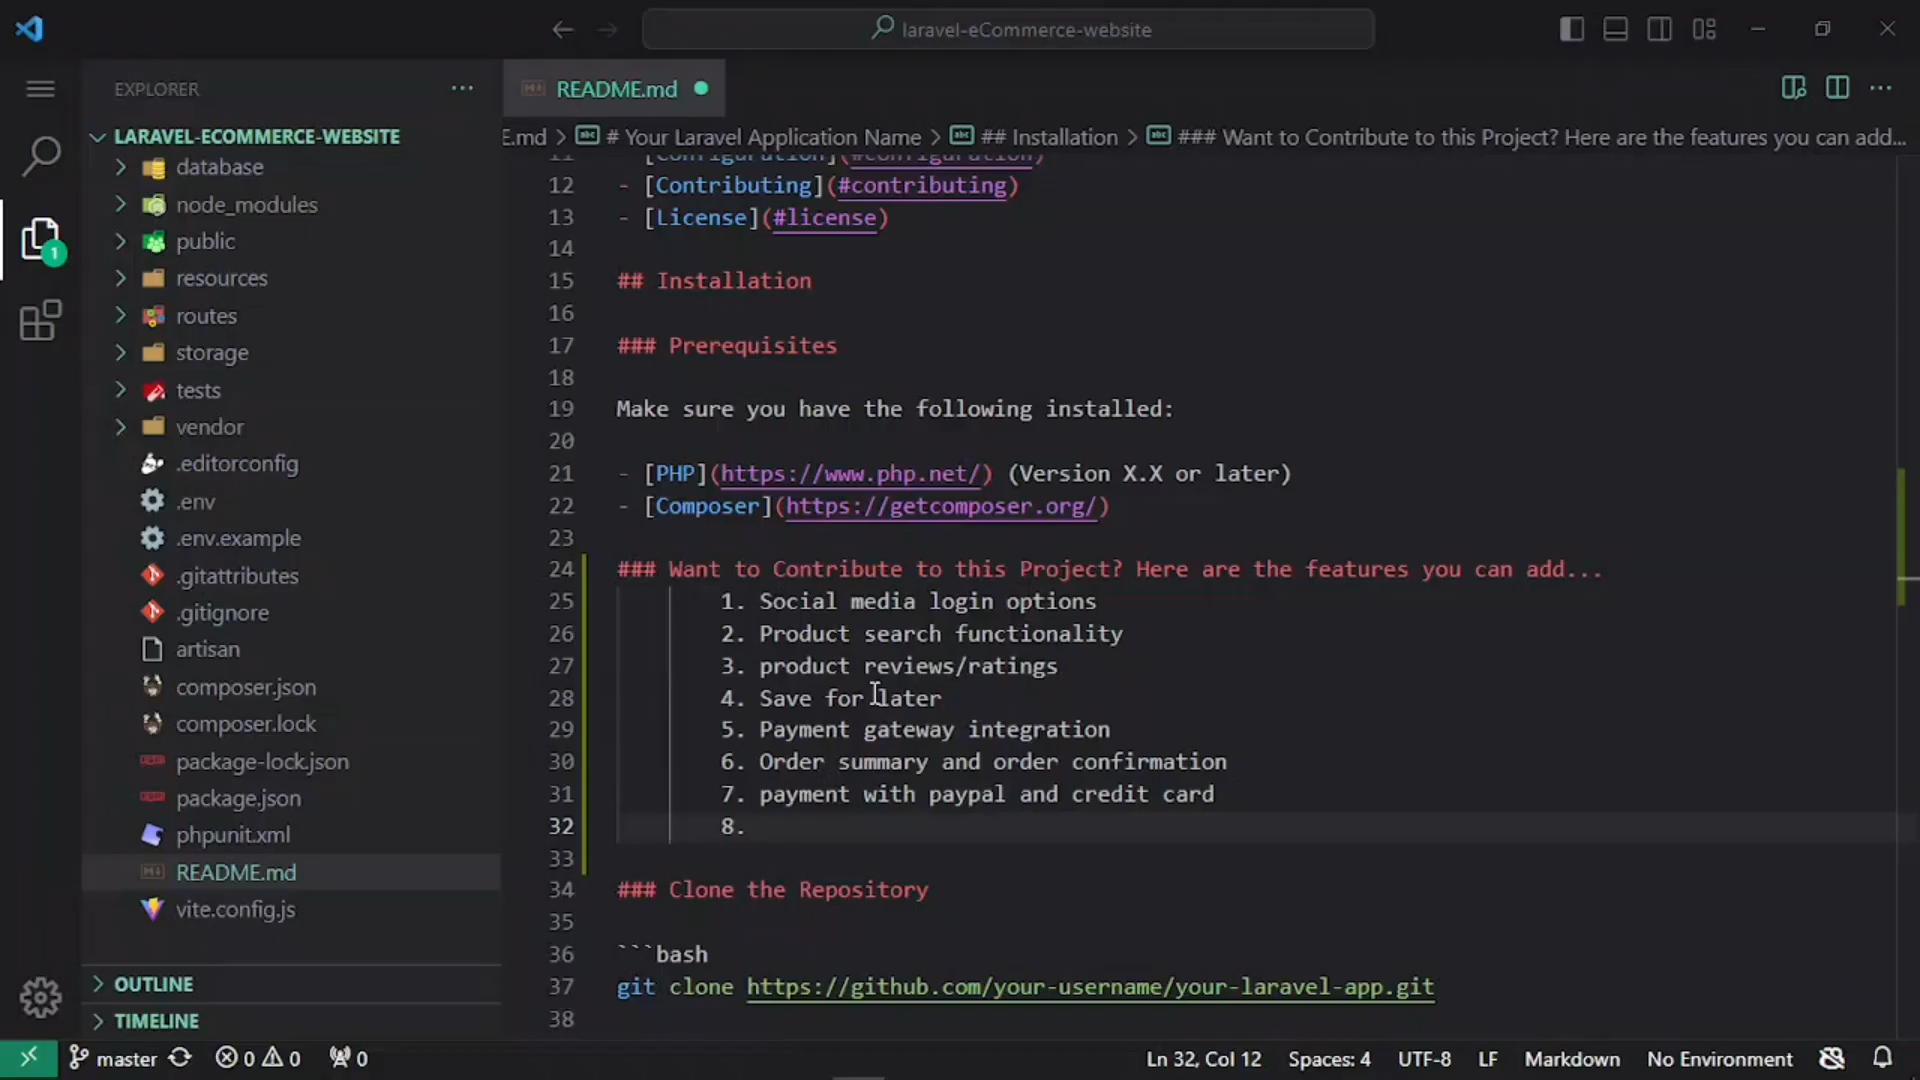 laravel-eCommerce-website
EXPLORER
README.md
LARAVEL-ECOMMERCE-WEBSITE
E.md > # Your Laravel Application Name > ## Installation > ### Want to Contribute to this Project? Here are the features you can add...
database
node_modules
public
resources
routes
storage
tests
vendor
.editorconfig
.env
.env.example
.gitattributes
.gitignore
artisan
composer.json
composer.lock
package-lock.json
package.json
phpunit.xml
README.md
vite.config.js
OUTLINE
TIMELINE
1
11 - [Configuration](#configuration)
12 - [Contributing](#contributing)
13 - [License](#license)
14
15 ## Installation
16
17 ### Prerequisites
18
19 Make sure you have the following installed:
20
21 - [PHP](https://www.php.net/) (Version X.X or later)
22 - [Composer](https://getcomposer.org/)
23
24 ### Want to Contribute to this Project? Here are the features you can add...
25 1. Social media login options
26 2. Product search functionality
27 3. product reviews/ratings
28 4. Save for later
29 5. Payment gateway integration
30 6. Order summary and order confirmation
31 7. payment with paypal and credit card
32 8.
33
34 ### Clone the Repository
35
36 ```bash
37 git clone https://github.com/your-username/your-laravel-app.git
38
master 0 0 0 Ln 32, Col 12 Spaces: 4 UTF-8 LF Markdown No Environment